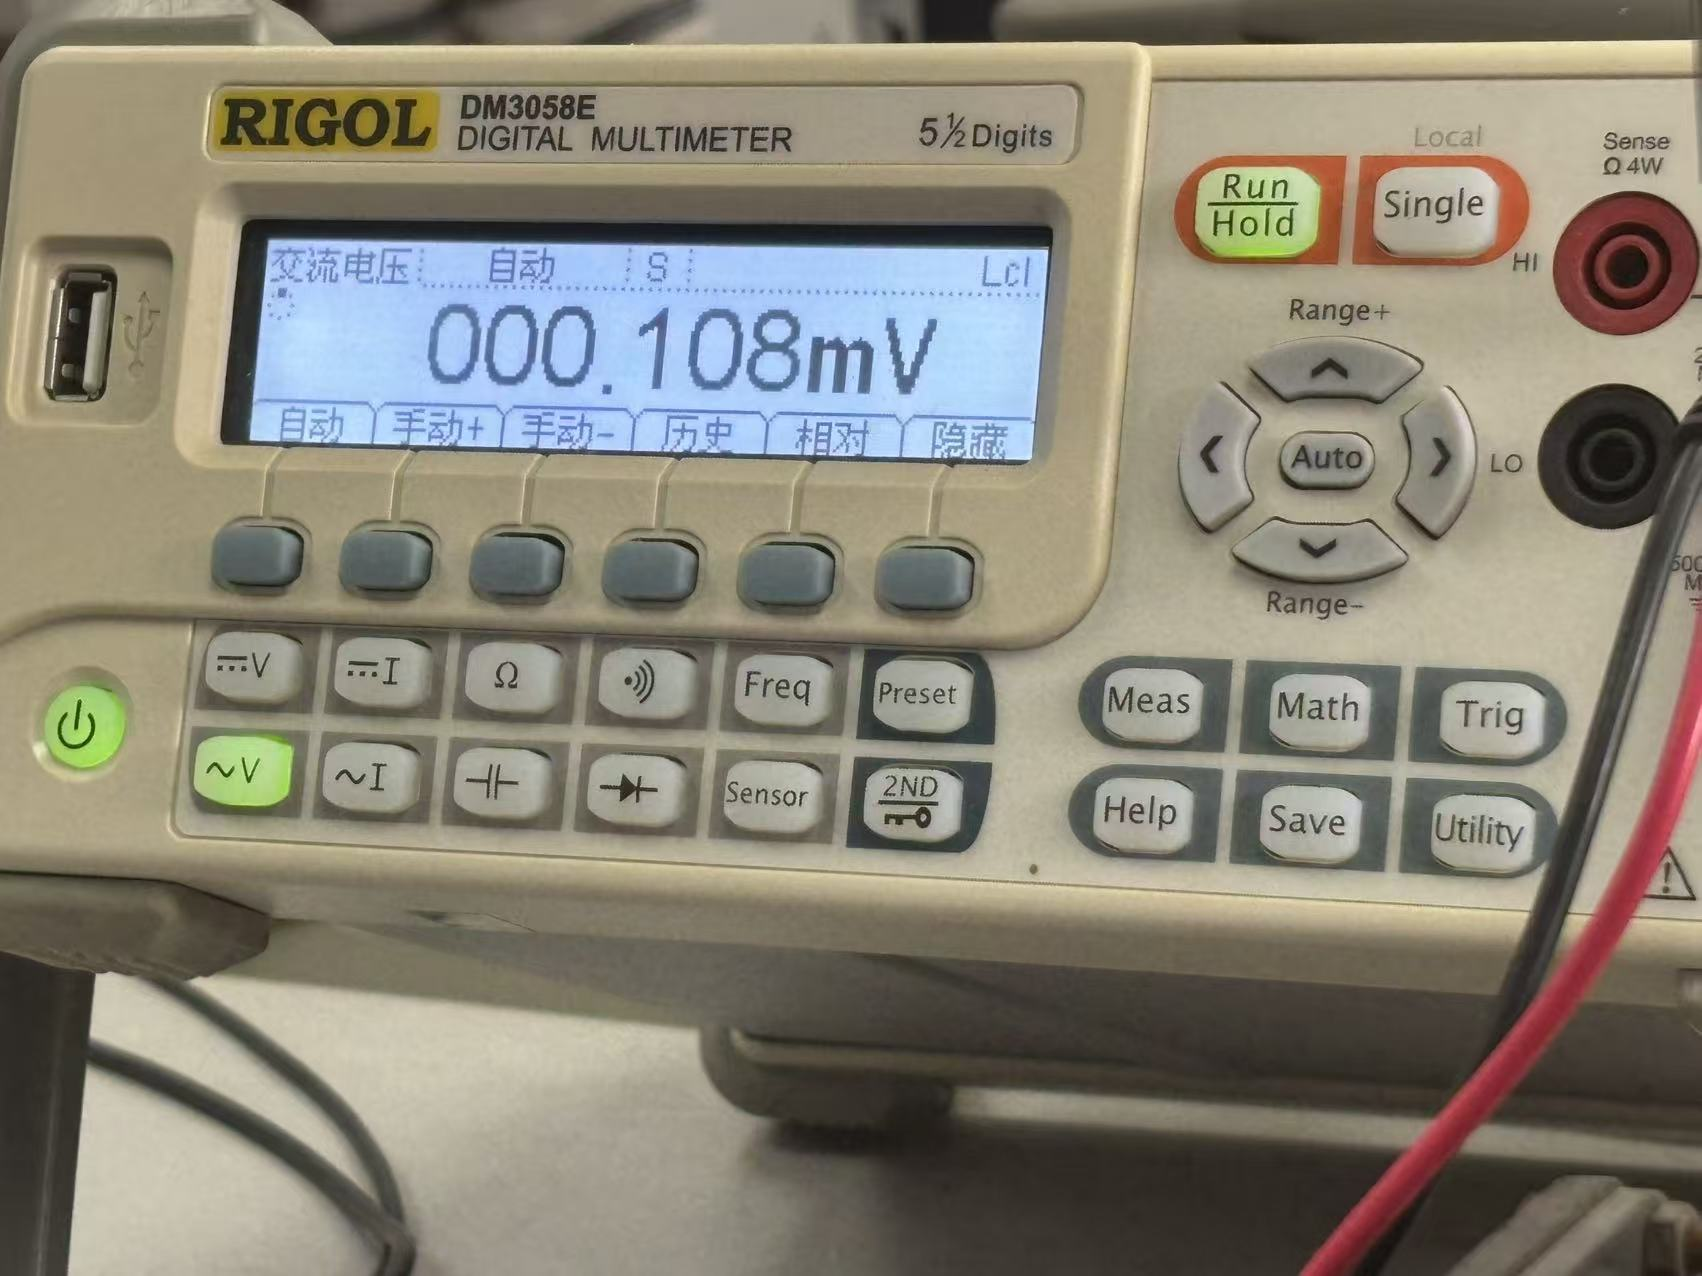 RIGOL
DM3058E
DIGITAL MULTIMETER
5½Digits
交流电压 自动 S Lcl
000.108mV
自动 手动+ 手动- 历史 相对 隐藏
Run
Hold
Local
Single
Sense
Ω 4W
HI
Range+
Auto
LO
Range-
⎓V ⎓I Ω Freq Preset
~V ~I Sensor 2ND
Meas Math Trig
Help Save Utility